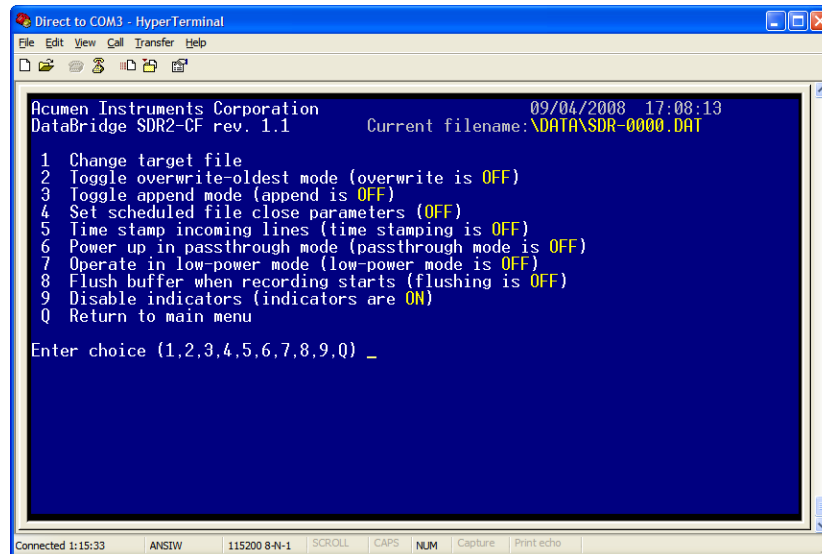 Direct to COM3 - HyperTerminal
File Edit View Call Transfer Help
Acumen Instruments Corporation 09/04/2008 17:08:13
DataBridge SDR2-CF rev. 1.1 Current filename:\DATA\SDR-0000.DAT
1 Change target file
2 Toggle overwrite-oldest mode (overwrite is OFF)
3 Toggle append mode (append is OFF)
4 Set scheduled file close parameters (OFF)
5 Time stamp incoming lines (time stamping is OFF)
6 Power up in passthrough mode (passthrough mode is OFF)
7 Operate in low-power mode (low-power mode is OFF)
8 Flush buffer when recording starts (flushing is OFF)
9 Disable indicators (indicators are ON)
Q Return to main menu
Enter choice (1,2,3,4,5,6,7,8,9,Q) _
Connected 1:15:33 ANSIW 115200 8-N-1 SCROLL CAPS NUM Capture Print echo